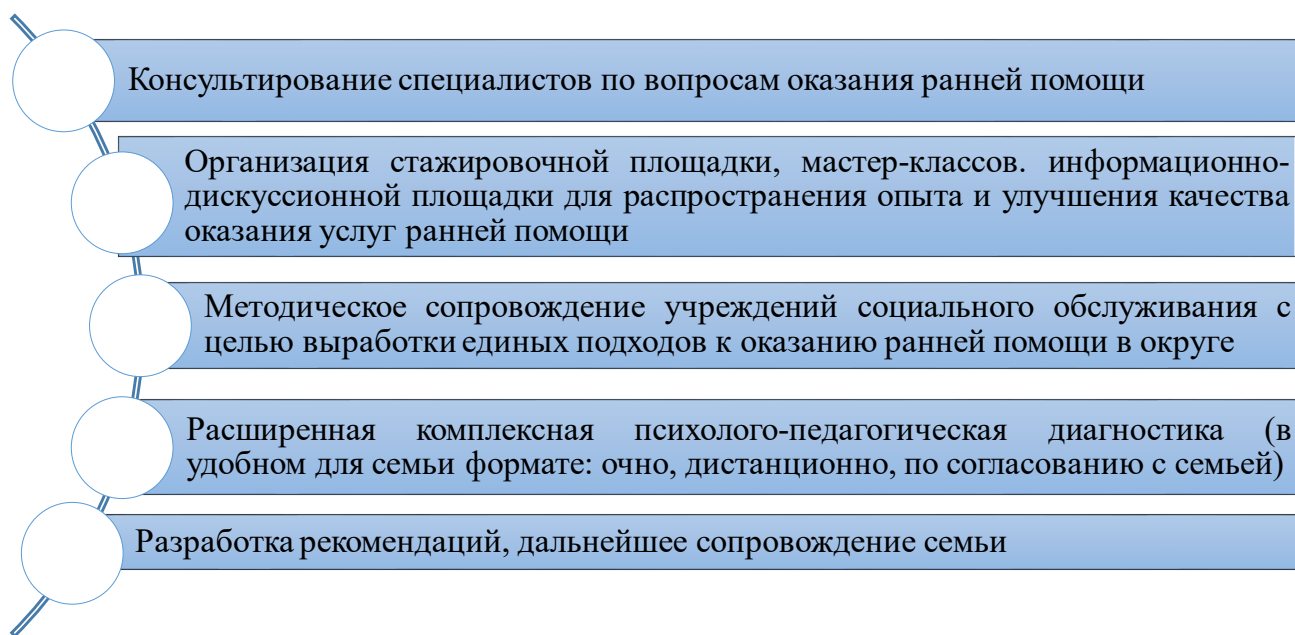 Консультирование специалистов по вопросам оказания ранней помощи
Организация стажировочной площадки, мастер-классов. информационно-
дискуссионной площадки для распространения опыта и улучшения качества
оказания услуг ранней помощи
Методическое сопровождение учреждений социального обслуживания с
целью выработки единых подходов к оказанию ранней помощи в округе
Расширенная комплексная психолого-педагогическая диагностика (в
удобном для семьи формате: очно, дистанционно, по согласованию с семьей)
Разработка рекомендаций, дальнейшее сопровождение семьи